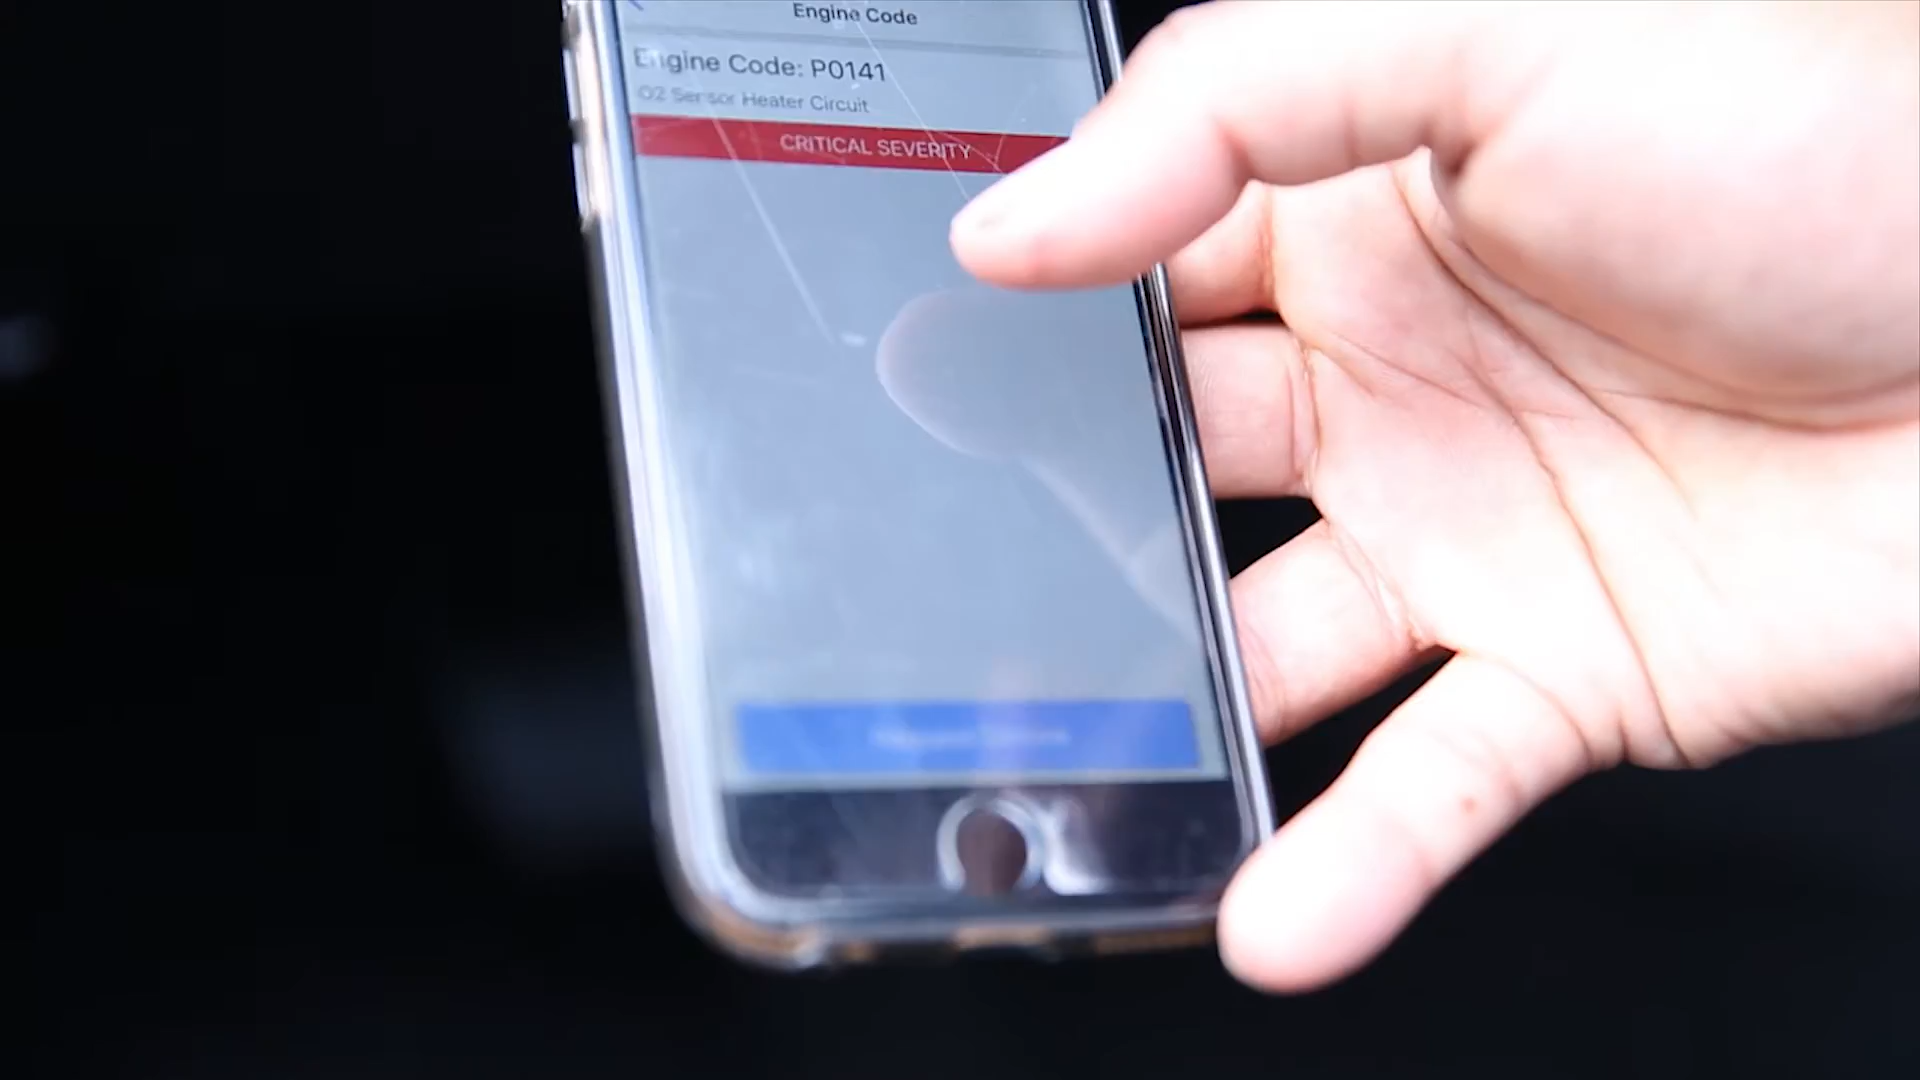 Engine Code
Engine Code: P0141
O2 Sensor Heater Circuit
CRITICAL SEVERITY